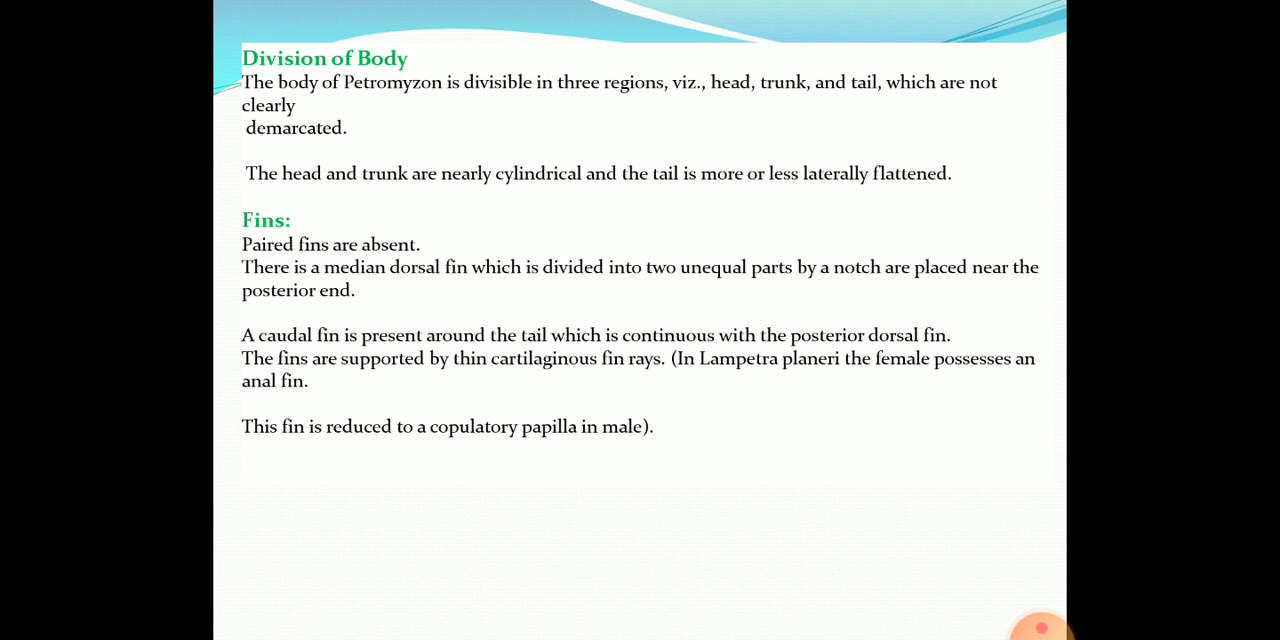 Division of Body
The body of Petromyzon is divisible in three regions, viz., head, trunk, and tail, which are not
clearly
demarcated.
The head and trunk are nearly cylindrical and the tail is more or less laterally flattened.
Fins:
Paired fins are absent.
There is a median dorsal fin which is divided into two unequal parts by a notch are placed near the
posterior end.
A caudal fin is present around the tail which is continuous with the posterior dorsal fin.
The fins are supported by thin cartilaginous fin rays. (In Lampetra planeri the female possesses an
anal fin.
This fin is reduced to a copulatory papilla in male).